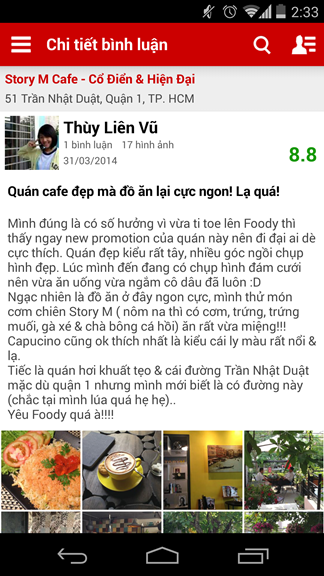 2:33
Chi tiết bình luận
Story M Cafe - Cổ Điển & Hiện Đại
51 Trần Nhật Duật, Quận 1, TP. HCM
Thùy Liên Vũ
1 bình luận 17 hình ảnh
31/03/2014
8.8
Quán cafe đẹp mà đồ ăn lại cực ngon! Lạ quá!
Mình đúng là có số hưởng vì vừa ti toe lên Foody thì
thấy ngay new promotion của quán này nên đi đại ai dè
cực thích. Quán đẹp kiểu rất tây, nhiều góc ngồi chụp
hình đẹp. Lúc mình đến đang có chụp hình đám cưới
nên vừa ăn uống vừa ngắm cô dâu đã luôn :D
Ngạc nhiên là đồ ăn ở đây ngon cực, mình thử món
cơm chiên Story M ( nôm na thì có cơm, trứng, trứng
muối, gà xé & chà bông cá hồi) ăn rất vừa miệng!!!
Capucino cũng ok thích nhất là kiểu cái ly màu rất nổi &
lạ.
Tiếc là quán hơi khuất tẹo & cái đường Trần Nhật Duật
mặc dù quận 1 nhưng mình mới biết là có đường này
(chắc tại mình lúa quá hẹ hẹ)..
Yêu Foody quá à!!!!